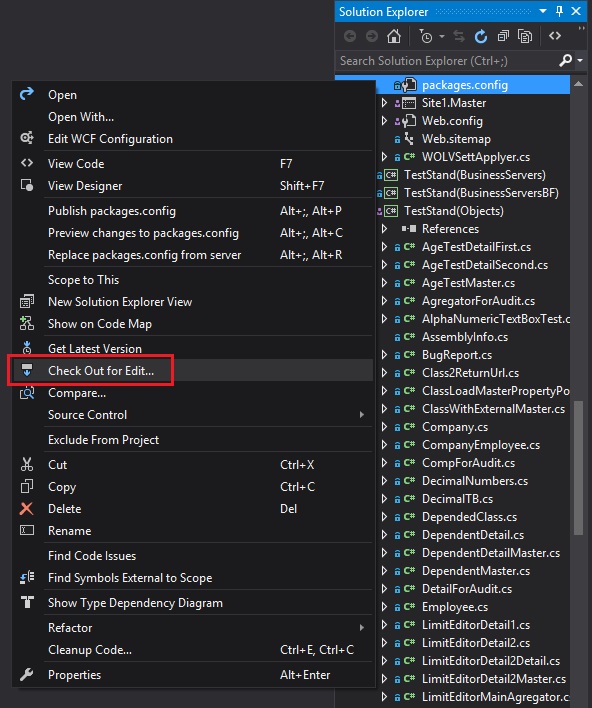 Solution Explorer
Search Solution Explorer (Ctrl+;)
packages.config
Site1.Master
Web.config
Web.sitemap
WOLVSettApplyer.cs
TestStand(BusinessServers)
TestStand(BusinessServersBF)
TestStand(Objects)
References
AgeTestDetailFirst.cs
AgeTestDetailSecond.cs
AgeTestMaster.cs
AgregatorForAudit.cs
AlphaNumericTextBoxTest.c
AssemblyInfo.cs
BugReport.cs
Class2ReturnUrl.cs
ClassLoadMasterPropertyPo
ClassWithExternalMaster.cs
Company.cs
CompanyEmployee.cs
CompForAudit.cs
DecimalNumbers.cs
DecimalTB.cs
DependedClass.cs
DependentDetail.cs
DependentDetailMaster.cs
DependentMaster.cs
DetailForAudit.cs
Employee.cs
LimitEditorDetail1.cs
LimitEditorDetail2.cs
LimitEditorDetail2Detail.cs
LimitEditorDetail2Master.cs
LimitEditorMainAgregator.cs
Open
Open With...
Edit WCF Configuration
View Code F7
View Designer Shift+F7
Publish packages.config Alt+;, Alt+P
Preview changes to packages.config Alt+;, Alt+C
Replace packages.config from server Alt+;, Alt+R
Scope to This
New Solution Explorer View
Show on Code Map
Get Latest Version
Check Out for Edit...
Compare...
Source Control
Exclude From Project
Cut Ctrl+X
Copy Ctrl+C
Delete Del
Rename
Find Code Issues
Find Symbols External to Scope
Show Type Dependency Diagram
Refactor
Cleanup Code... Ctrl+E, Ctrl+C
Properties Alt+Enter